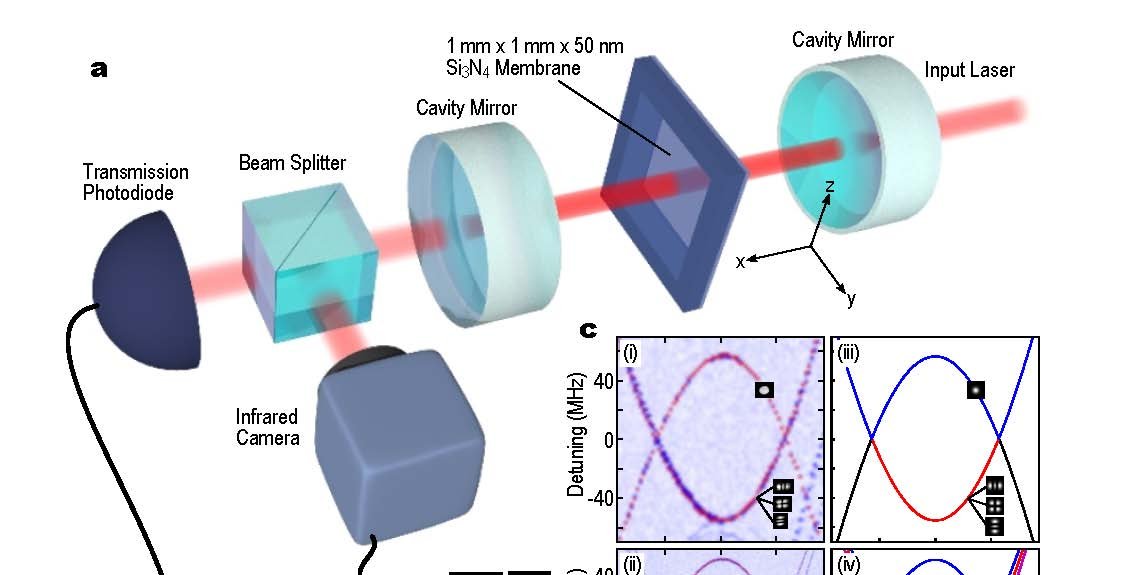 a
1 mm x 1 mm x 50 nm
Si₃N₄ Membrane
Cavity Mirror
Input Laser
Cavity Mirror
Beam Splitter
Transmission
Photodiode
z
x
y
Infrared
Camera
c
(i)
(iii)
Detuning (MHz)
40
0
-40
(ii)
(iv)
40